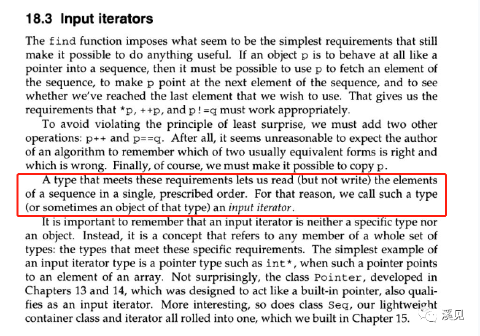 18.3 Input iterators
The find function imposes what seem to be the simplest requirements that still
make it possible to do anything useful. If an object p is to behave at all like a
pointer into a sequence, then it must be possible to use p to fetch an element of
the sequence, to make p point at the next element of the sequence, and to see
whether we've reached the last element that we wish to use. That gives us the
requirements that *p, ++p, and p!=q must work appropriately.
To avoid violating the principle of least surprise, we must add two other
operations: p++ and p==q. After all, it seems unreasonable to expect the author
of an algorithm to remember which of two usually equivalent forms is right and
which is wrong. Finally, of course, we must make it possible to copy p.
A type that meets these requirements lets us read (but not write) the elements
of a sequence in a single, prescribed order. For that reason, we call such a type
(or sometimes an object of that type) an input iterator.
It is important to remember that an input iterator is neither a specific type nor
an object. Instead, it is a concept that refers to any member of a whole set of
types: the types that meet these specific requirements. The simplest example of
an input iterator type is a pointer type such as int*, when such a pointer points
to an element of an array. Not surprisingly, the class Pointer, developed in
Chapters 13 and 14, which was designed to act like a built-in pointer, also quali-
fies as an input iterator. More interesting, so does class Seq, our lightweight
container class and iterator all rolled into one, which we built in Chapter 15.
溪见